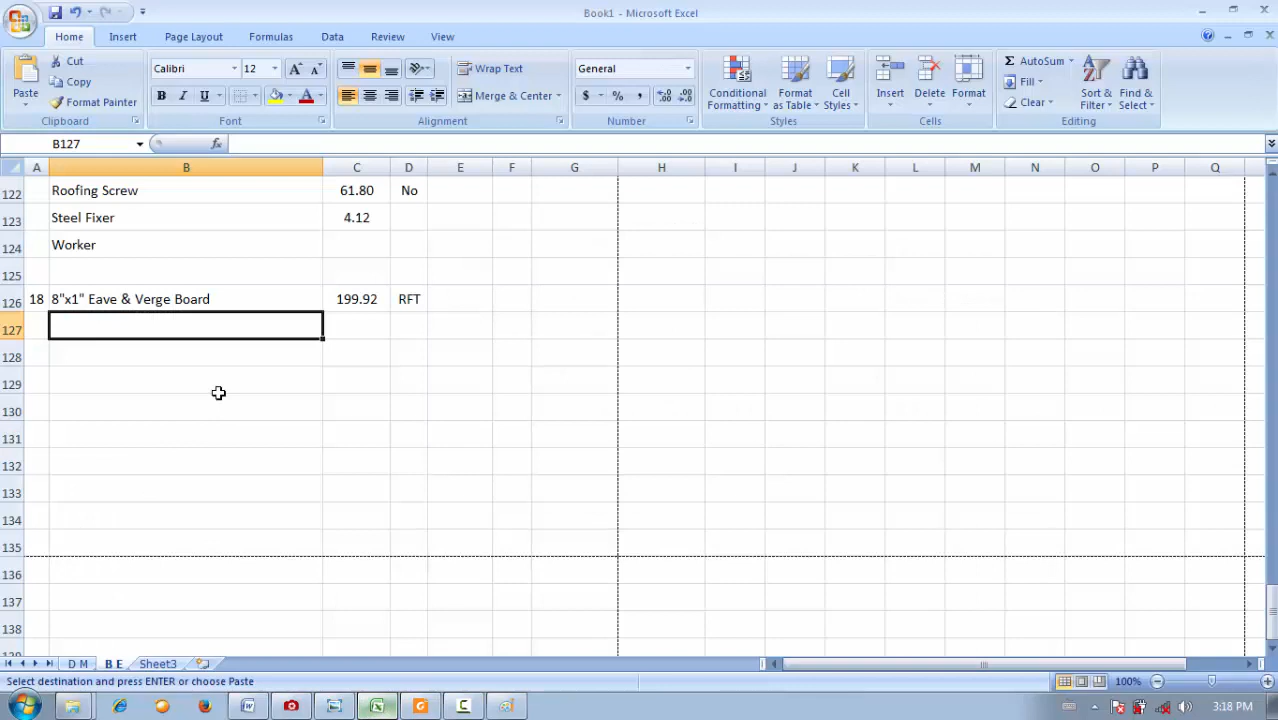 Book1 - Microsoft Excel
Home Insert Page Layout Formulas Data Review View
Paste
Cut
Copy
Format Painter
Clipboard
Calibri 12
B I U
Font
Wrap Text
Merge & Center
Alignment
General
$ % ,
Number
Conditional Formatting
Format as Table
Cell Styles
Styles
Insert
Delete
Format
Cells
AutoSum
Fill
Clear
Sort & Filter
Find & Select
Editing
B127 fx
A B C D E F G H I J K L M N O P Q
122 Roofing Screw 61.80 No
123 Steel Fixer 4.12
124 Worker
125
126 18 8"x1" Eave & Verge Board 199.92 RFT
127
128
129
130
131
132
133
134
135
136
137
138
D M B E Sheet3
Select destination and press ENTER or choose Paste 100%
3:18 PM